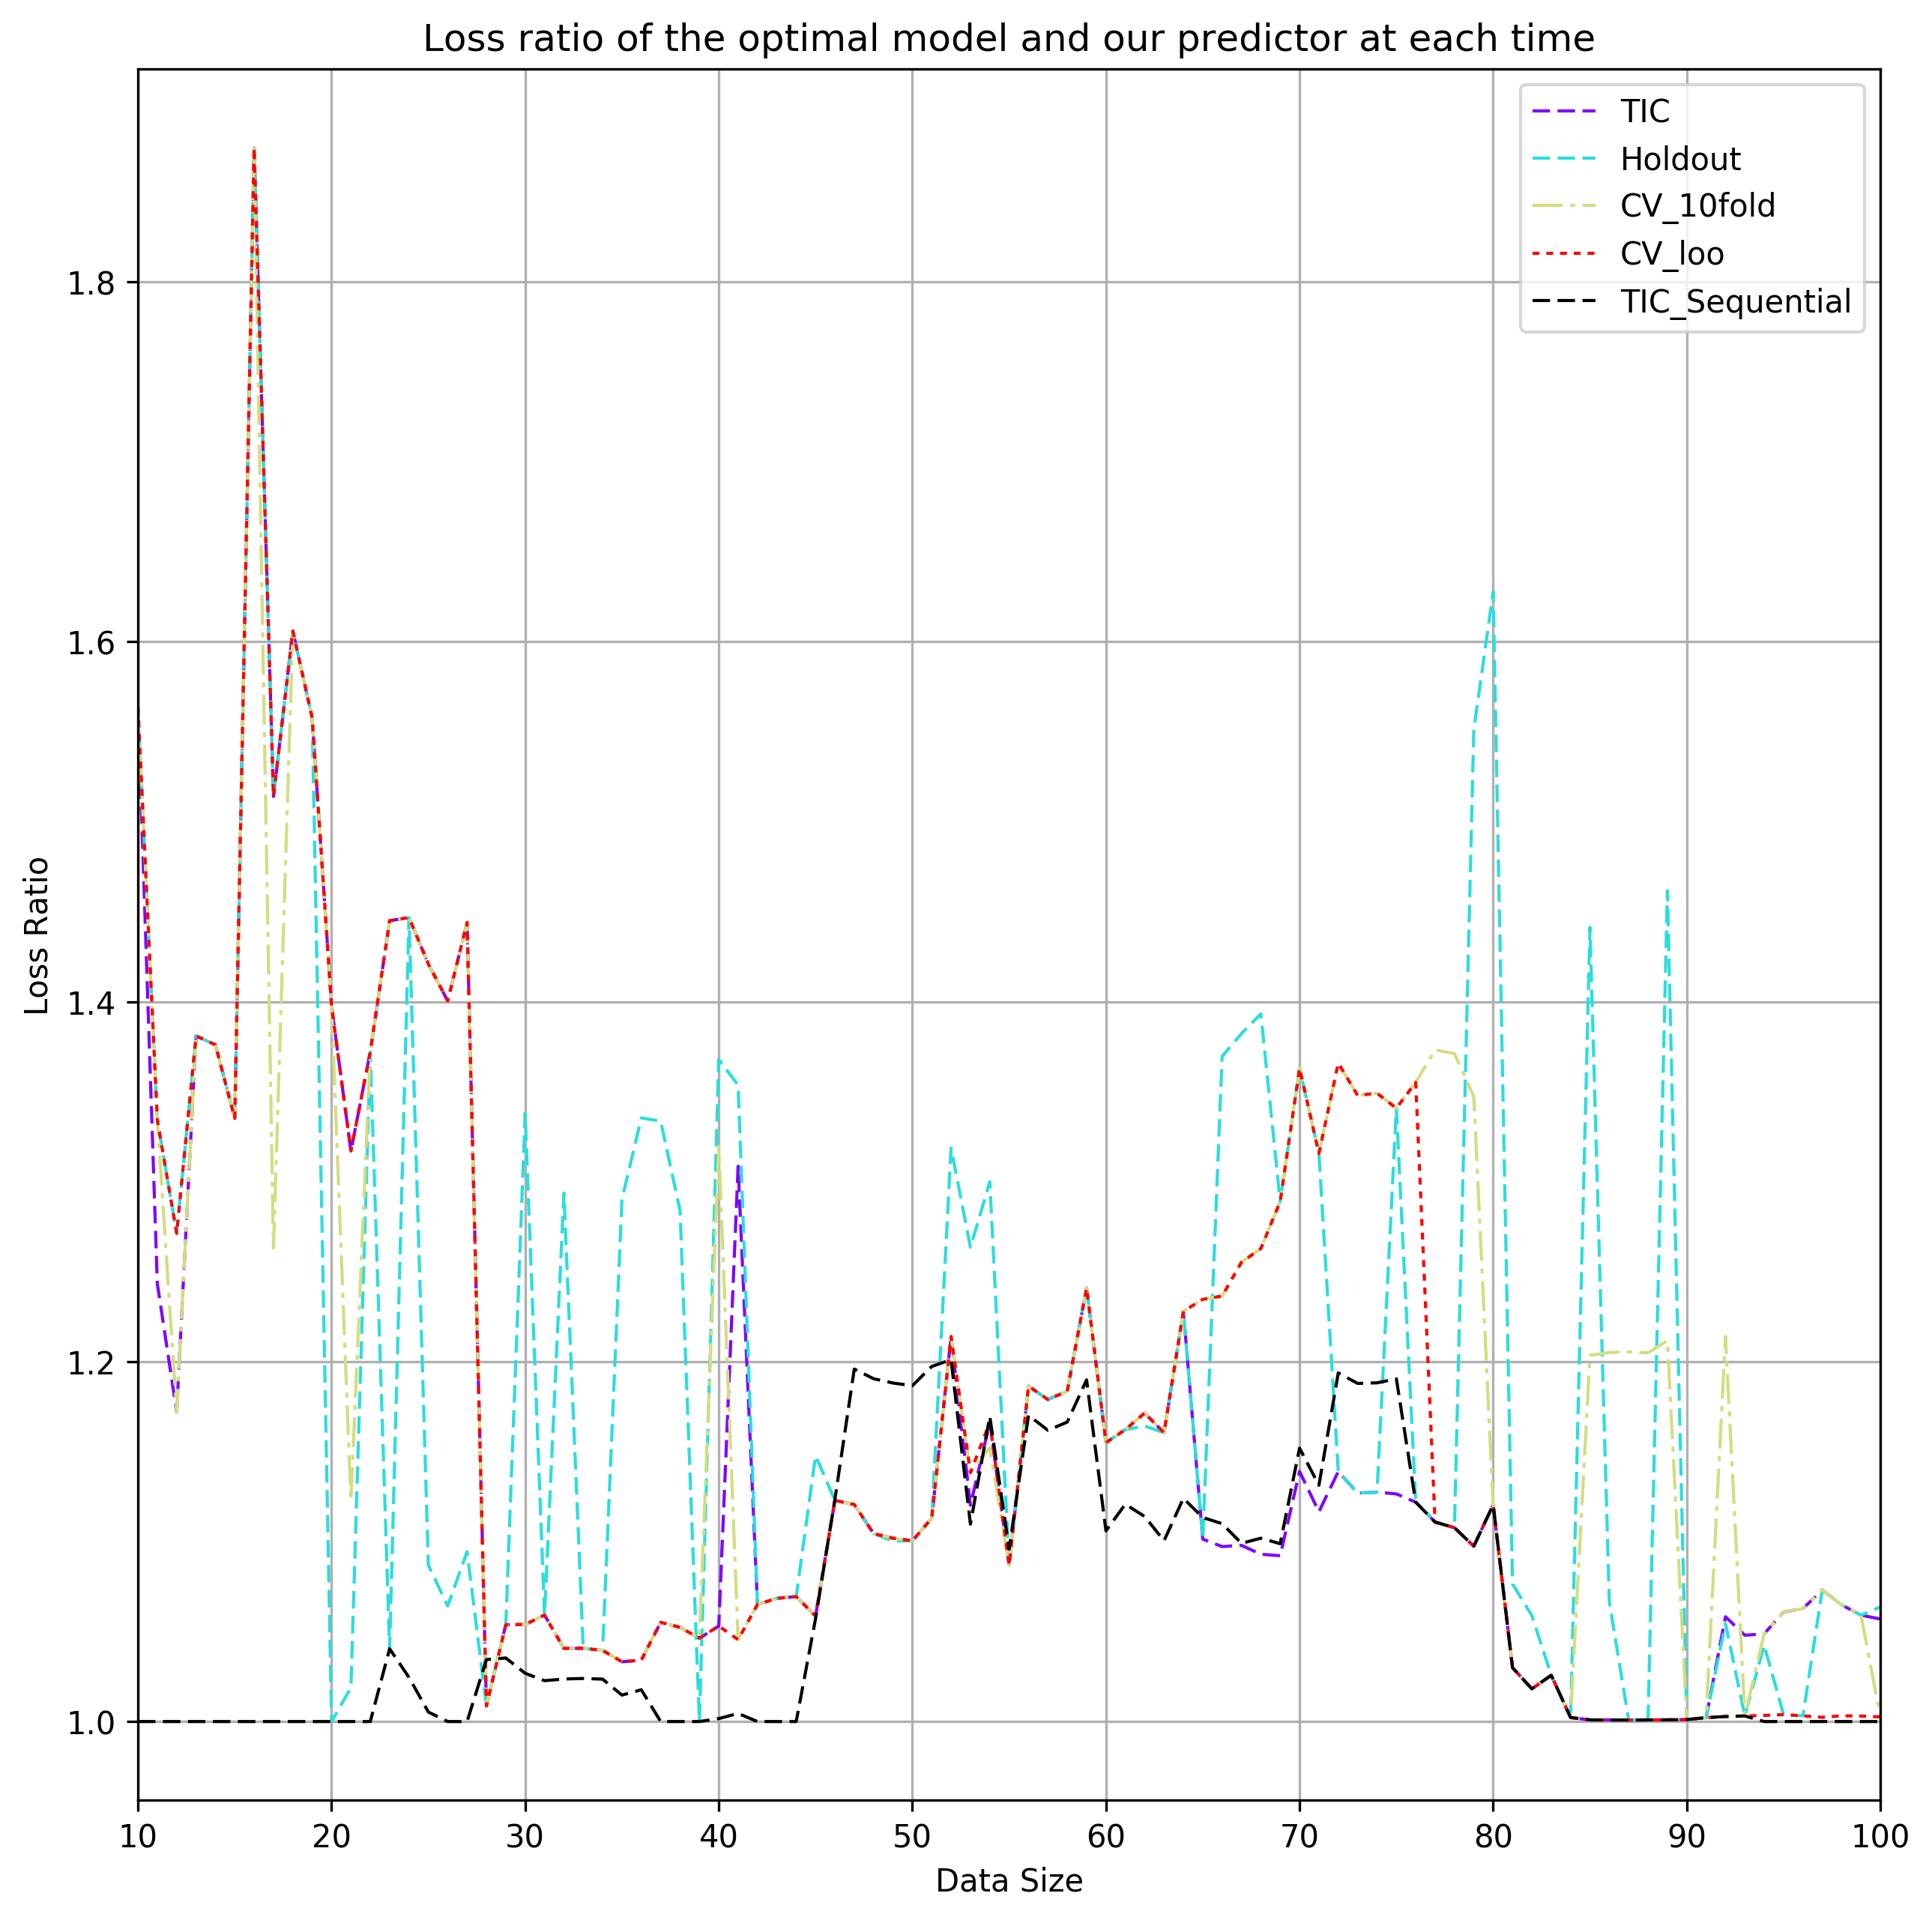 Loss ratio of the optimal model and our predictor at each time
TIC
Holdout
CV_10fold
CV_loo
TIC_Sequential
1.8
1.6
1.4
1.2
1.0
Loss Ratio
10 20 30 40 50 60 70 80 90 100
Data Size